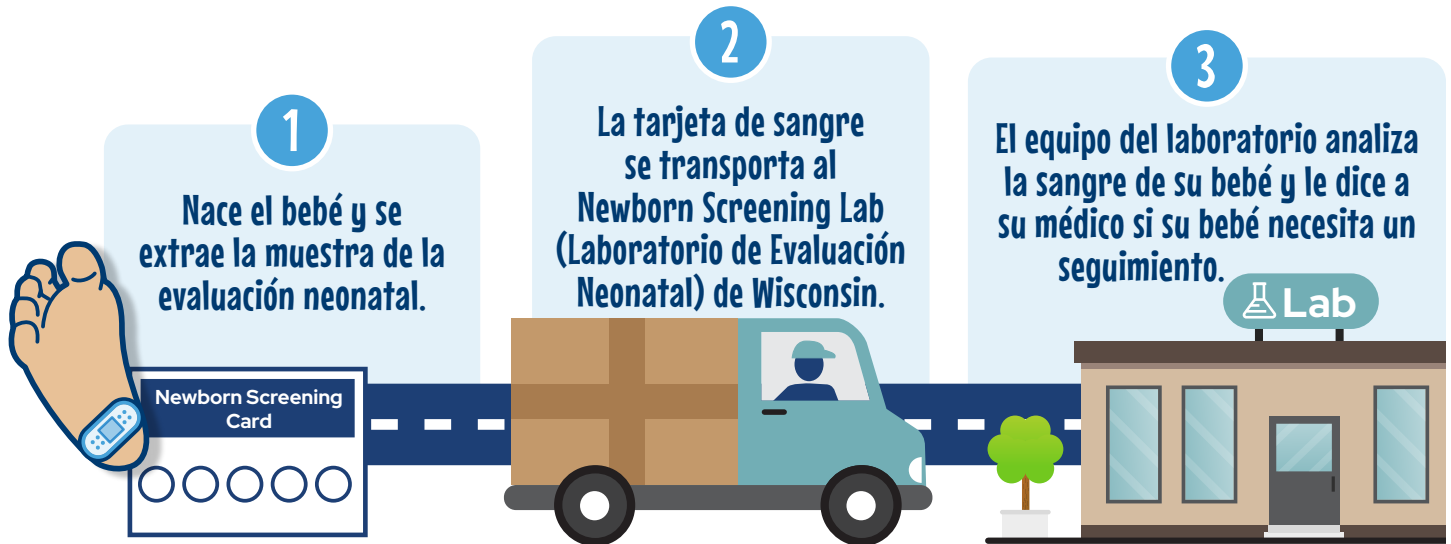 1
Nace el bebé y se
extrae la muestra de la
evaluación neonatal.
Newborn Screening
Card
2
La tarjeta de sangre
se transporta al
Newborn Screening Lab
(Laboratorio de Evaluación
Neonatal) de Wisconsin.
3
El equipo del laboratorio analiza
la sangre de su bebé y le dice a
su médico si su bebé necesita un
seguimiento.
Lab